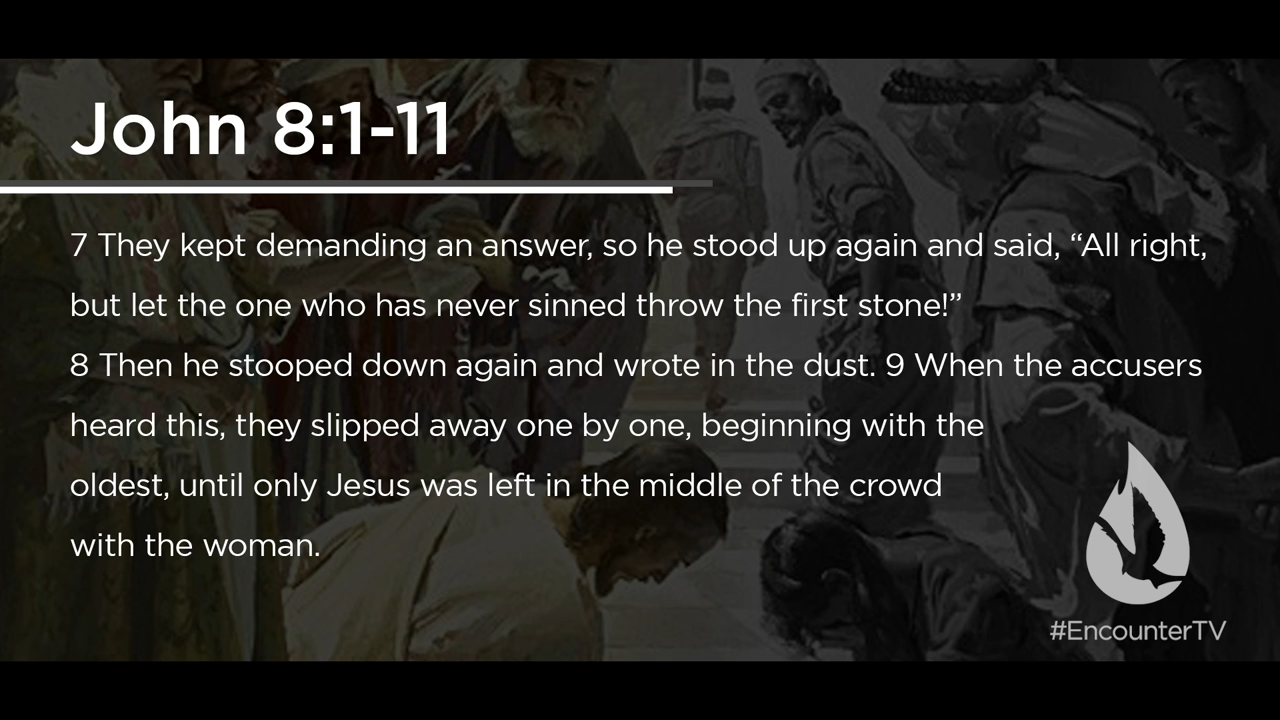 John 8:1-11
7 They kept demanding an answer, so he stood up again and said, “All right,
but let the one who has never sinned throw the first stone!”
8 Then he stooped down again and wrote in the dust. 9 When the accusers
heard this, they slipped away one by one, beginning with the
oldest, until only Jesus was left in the middle of the crowd
with the woman.
#EncounterTV